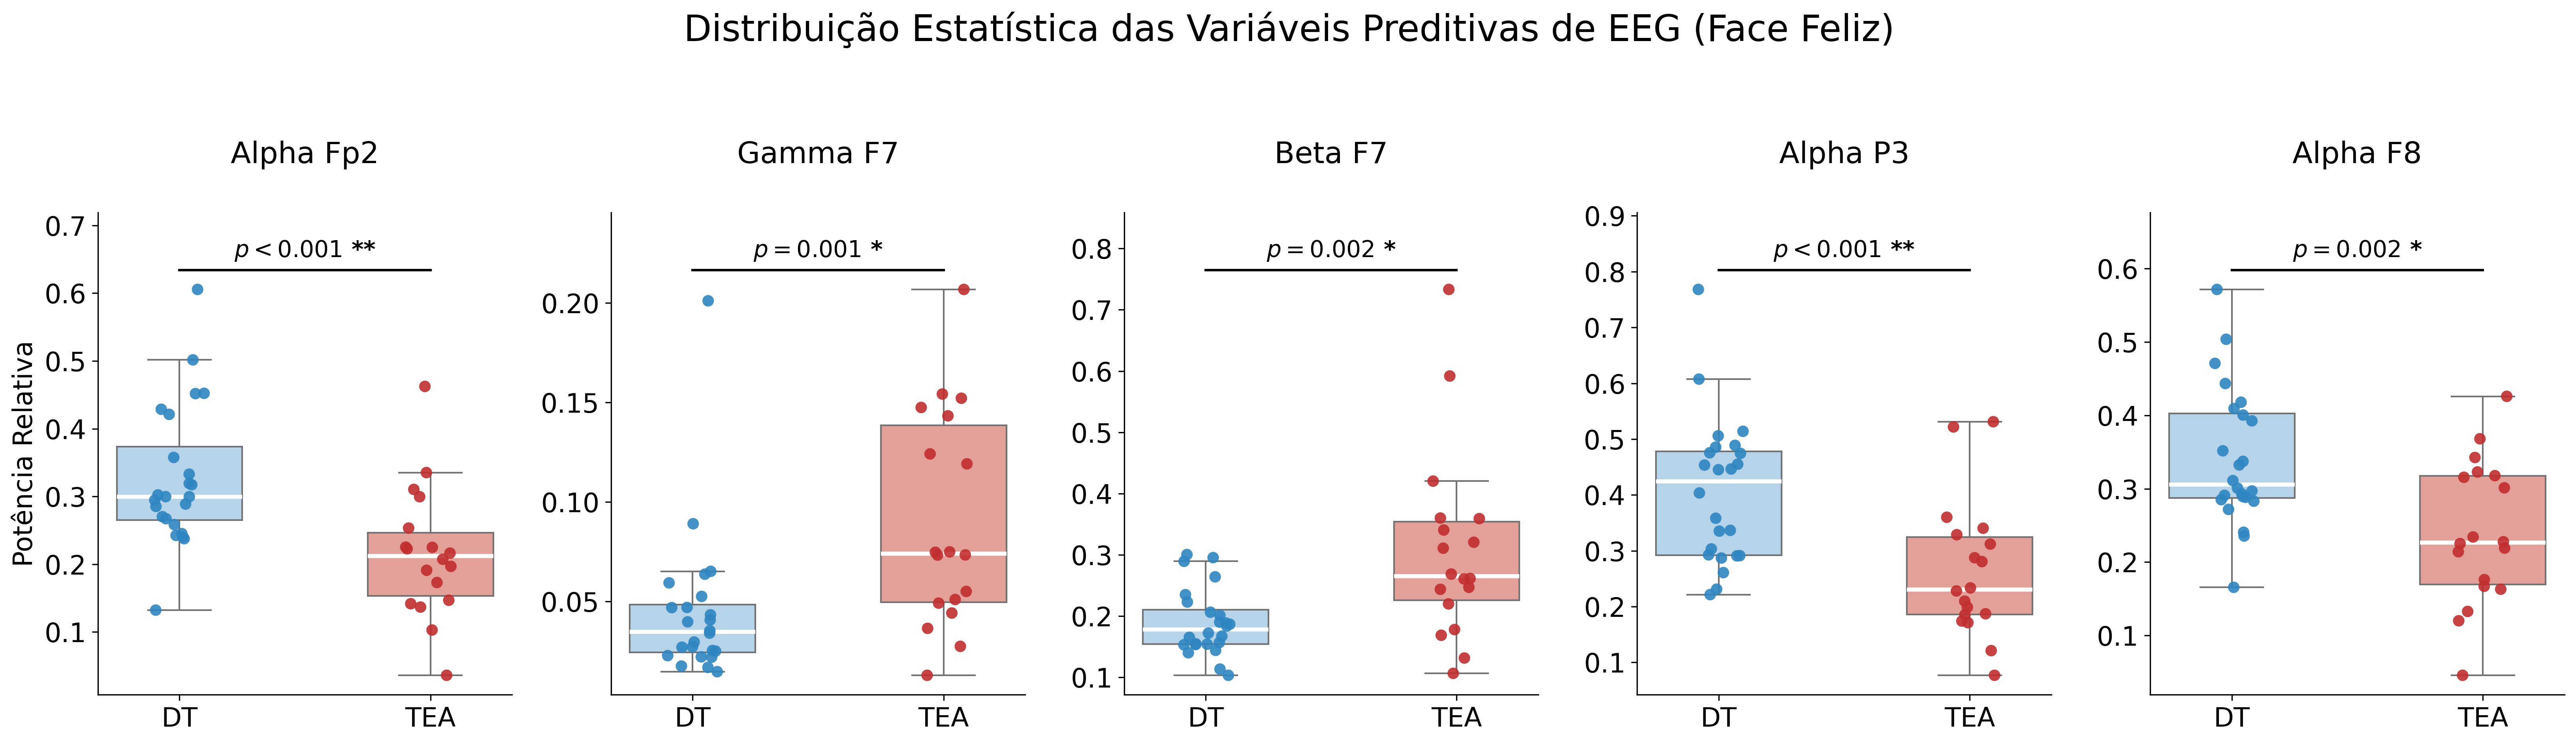 Distribuição Estatística das Variáveis Preditivas de EEG (Face Feliz)
Potência Relativa
Alpha Fp2
p < 0.001 **
0.7
0.6
0.5
0.4
0.3
0.2
0.1
DT TEA
Gamma F7
p = 0.001 *
0.20
0.15
0.10
0.05
DT TEA
Beta F7
p = 0.002 *
0.8
0.7
0.6
0.5
0.4
0.3
0.2
0.1
DT TEA
Alpha P3
p < 0.001 **
0.9
0.8
0.7
0.6
0.5
0.4
0.3
0.2
0.1
DT TEA
Alpha F8
p = 0.002 *
0.6
0.5
0.4
0.3
0.2
0.1
DT TEA